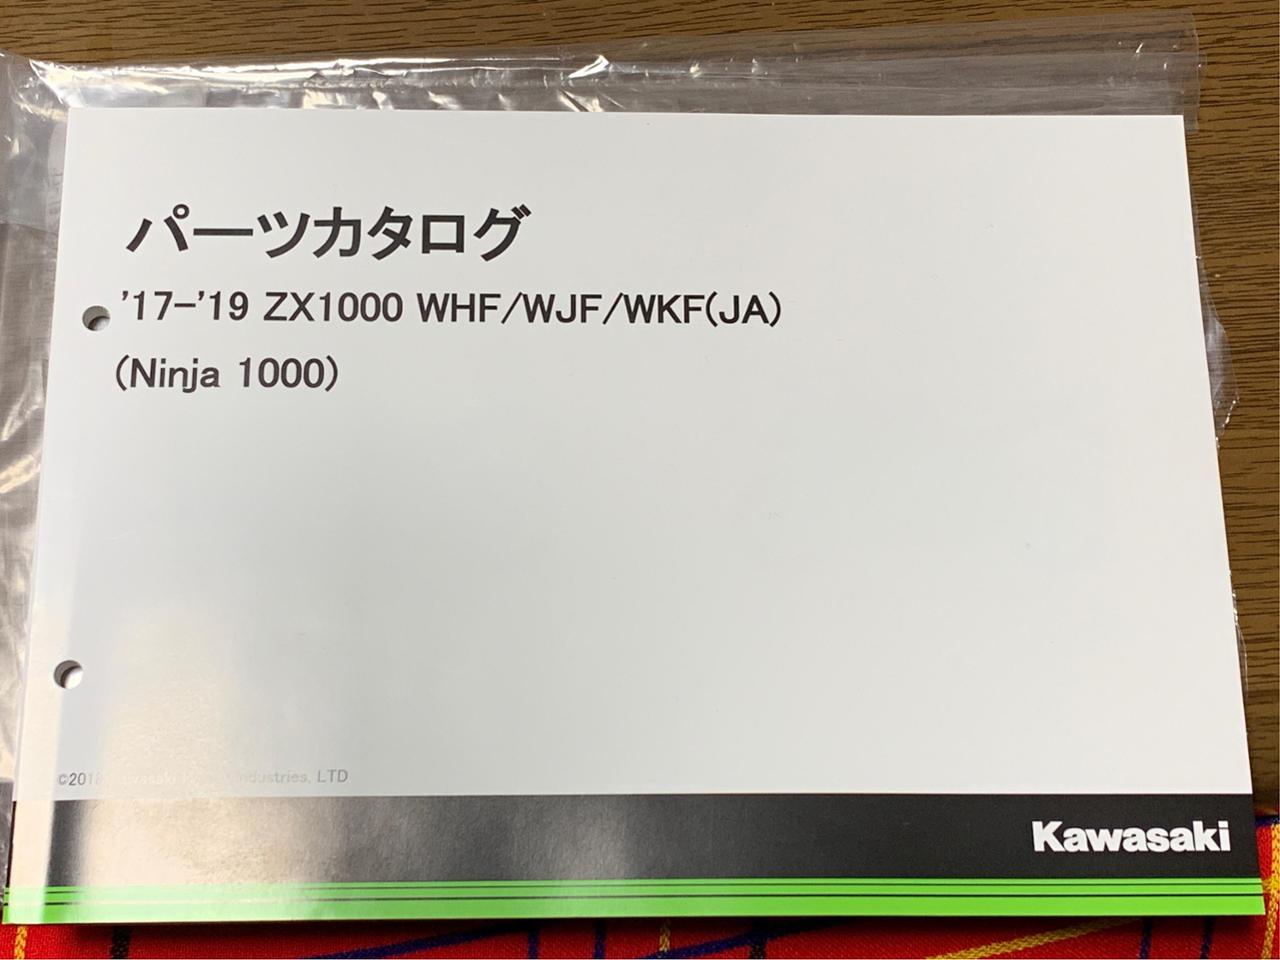 パーツカタログ
'17-'19 ZX1000 WHF/WJF/WKF(JA)
(Ninja 1000)
©2018 Industries, LTD
Kawasaki